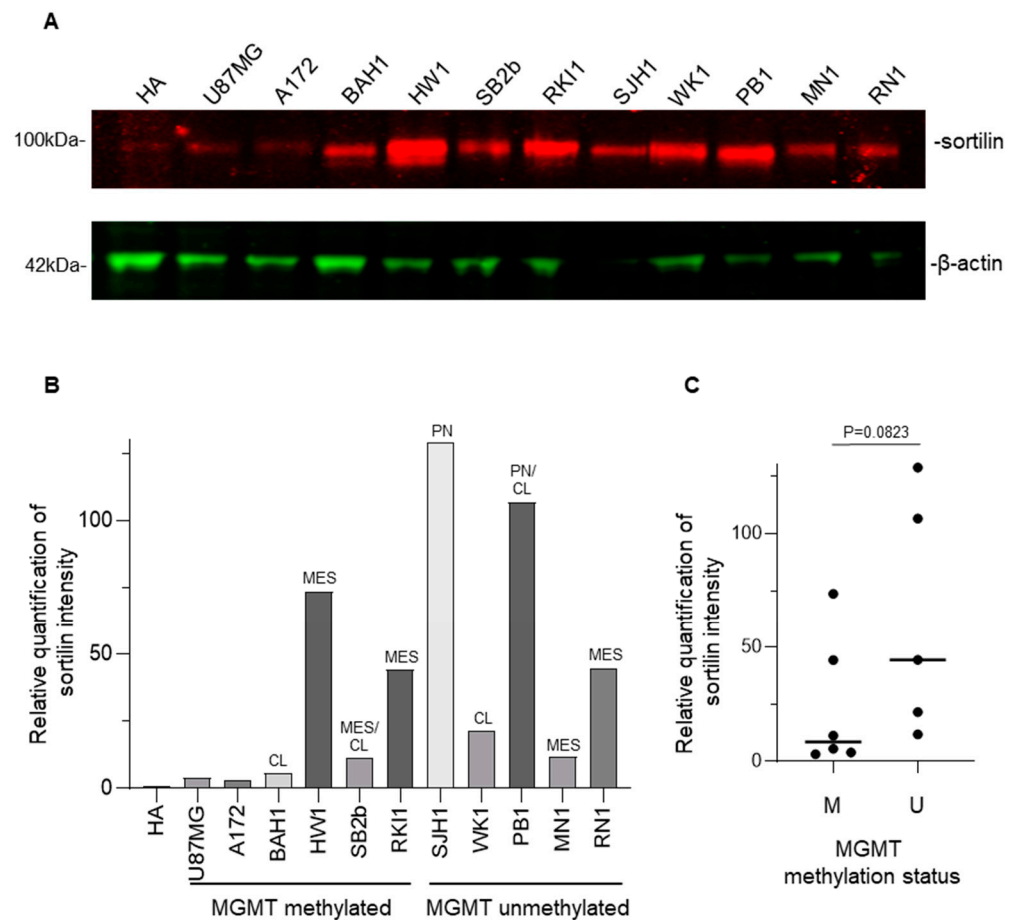 A
HA U87MG A172 BAH1 HW1 SB2b RKI1 SJH1 WK1 PB1 MN1 RN1
100kDa- -sortilin
42kDa- -β-actin
B
Relative quantification of
sortilin intensity
100
50
0
CL
MES
MES/
CL
MES
PN
CL
PN/
CL
MES
MES
HA U87MG A172 BAH1 HW1 SB2b RKI1 SJH1 WK1 PB1 MN1 RN1
MGMT methylated MGMT unmethylated
C
P=0.0823
Relative quantification of
sortilin intensity
100
50
0
M U
MGMT
methylation status